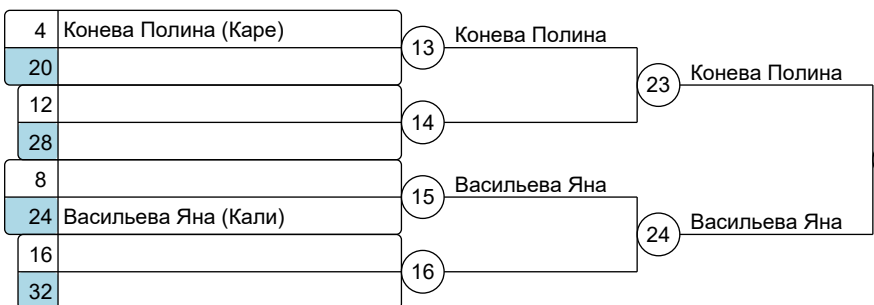 4 Конева Полина (Каре)
13 Конева Полина
20
23 Конева Полина
12
14
28
8
15 Васильева Яна
24 Васильева Яна (Кали)
24 Васильева Яна
16
16
32